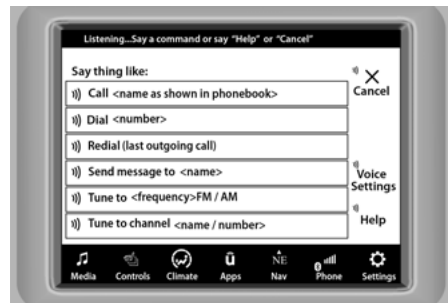 Listening...Say a command or say "Help" or "Cancel"
Say thing like:
Call <name as shown in phonebook>
Dial <number>
Redial (last outgoing call)
Send message to <name>
Tune to <frequency>FM / AM
Tune to channel <name / number>
Cancel
Voice
Settings
Help
NE
Media Controls Climate Apps Nav Phone Settings